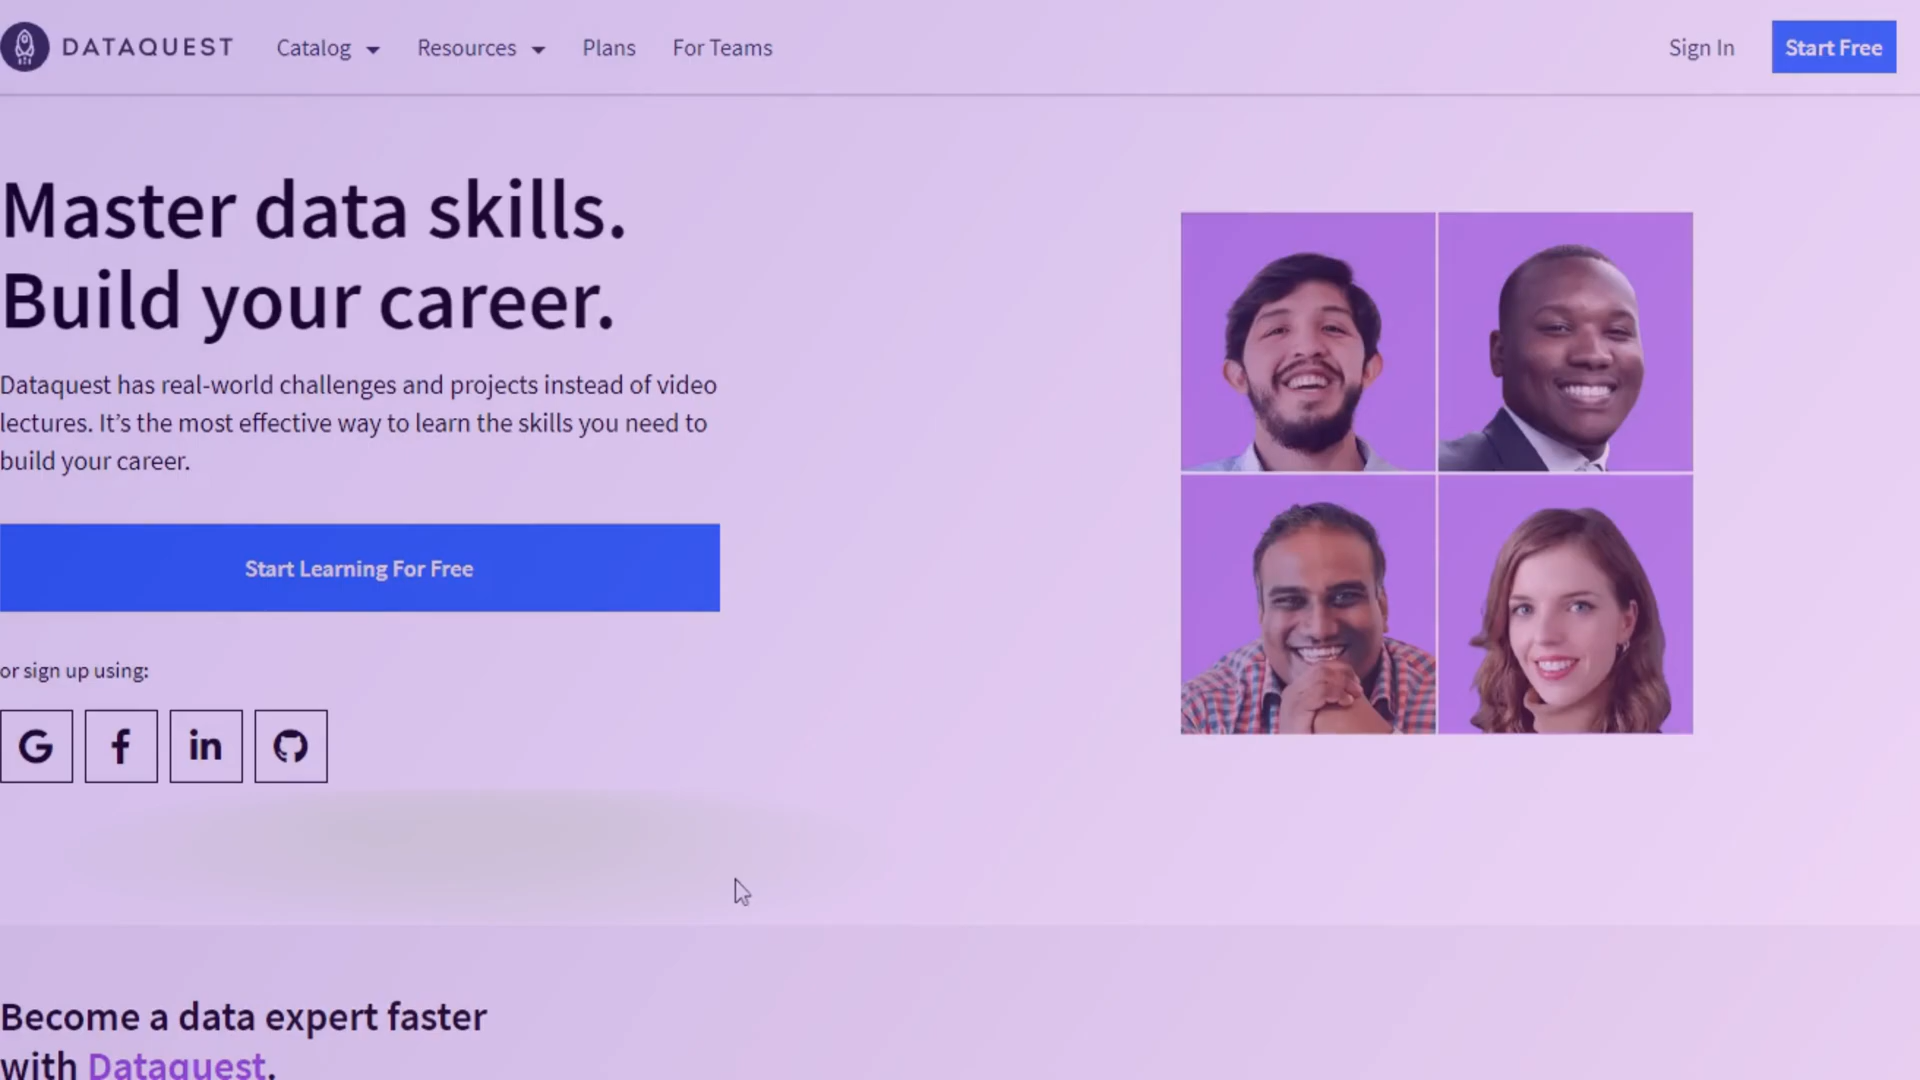 DATAQUEST Catalog Resources Plans For Teams Sign In Start Free
Master data skills.
Build your career.
Dataquest has real-world challenges and projects instead of video
lectures. It’s the most effective way to learn the skills you need to
build your career.
Start Learning For Free
or sign up using:
G f in
Become a data expert faster
with Dataquest.